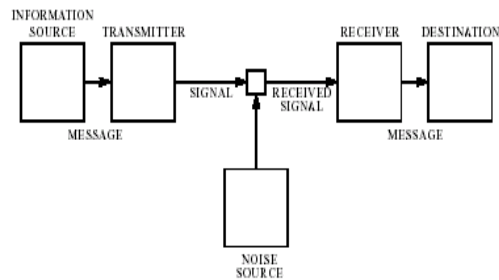 INFORMATION
SOURCE
TRANSMITTER
RECEIVER
DESTINATION
SIGNAL
RECEIVED
SIGNAL
MESSAGE
MESSAGE
NOISE
SOURCE